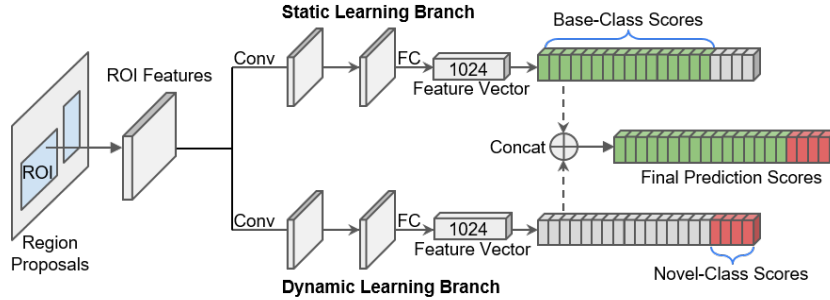 Static Learning Branch
Base-Class Scores
ROI Features
Conv
FC
1024
Feature Vector
ROI
Concat
Final Prediction Scores
Region
Proposals
Conv
FC
1024
Feature Vector
Dynamic Learning Branch
Novel-Class Scores